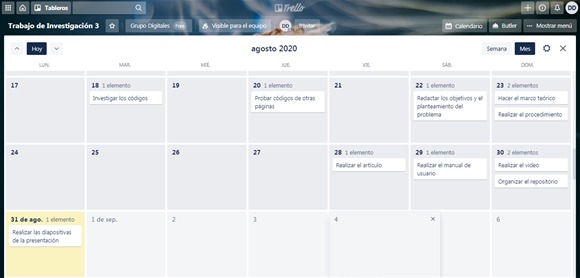 Tableros
Trello
Trabajo de Investigación 3
Grupo Digitales
Free
Visible para el equipo
DD
Invitar
Calendario
Butler
Mostrar menú
Hoy
agosto 2020
Semana
Mes
LUN.
MAR.
MIÉ.
JUE.
VIE.
SÁB.
DOM.
17
18 1 elemento
Investigar los códigos
19
20 1 elemento
Probar códigos de otras
páginas
21
22 1 elemento
Redactar los objetivos y el
planteamiento del
problema
23 2 elementos
Hacer el marco teórico
Realizar el procedimiento
24
25
26
27
28 1 elemento
Realizar el artículo
29 1 elemento
Realizar el manual de
usuario
30 2 elementos
Realizar el video
Organizar el repositorio
31 de ago. 1 elemento
Realizar las diapositivas
de la presentación
1 de sep.
2
3
4
6